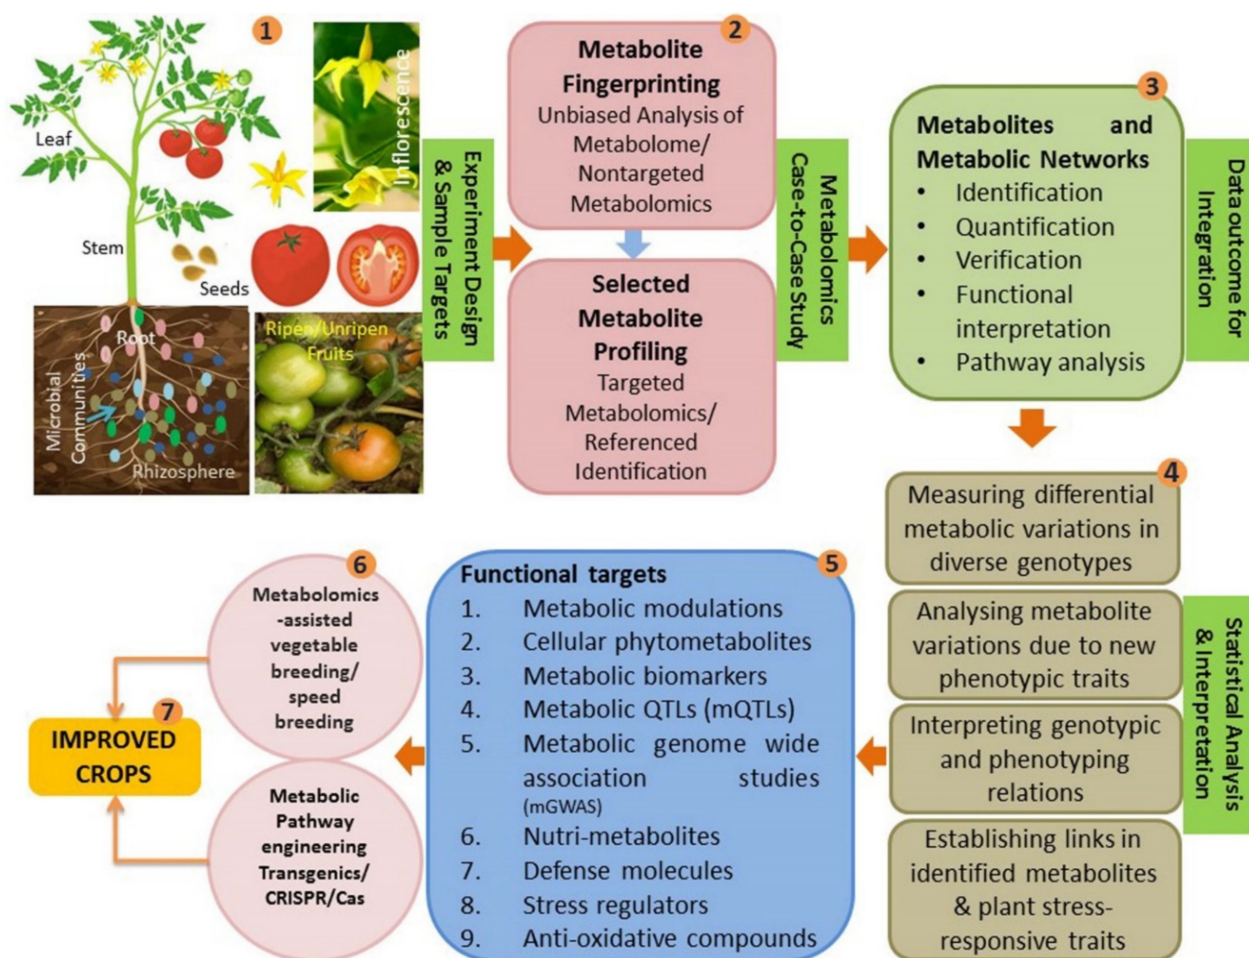 1
Leaf
Stem
Seeds
Inflorescence
Root
Microbial
Communities
Rhizosphere
Ripen/Unripen
Fruits
Experiment Design
& Sample Targets
2
Metabolite
Fingerprinting
Unbiased Analysis of
Metabolome/
Nontargeted
Metabolomics
Selected
Metabolite
Profiling
Targeted
Metabolomics/
Referenced
Identification
Metabolomics
Case-to-Case Study
3
Metabolites and
Metabolic Networks
• Identification
• Quantification
• Verification
• Functional
interpretation
• Pathway analysis
Data outcome for
Integration
4
Measuring differential
metabolic variations in
diverse genotypes
Analysing metabolite
variations due to new
phenotypic traits
Interpreting genotypic
and phenotyping
relations
Establishing links in
identified metabolites
& plant stress-
responsive traits
Statistical Analysis
& Interpretation
5
Functional targets
1. Metabolic modulations
2. Cellular phytometabolites
3. Metabolic biomarkers
4. Metabolic QTLs (mQTLs)
5. Metabolic genome wide
association studies
(mGWAS)
6. Nutri-metabolites
7. Defense molecules
8. Stress regulators
9. Anti-oxidative compounds
6
Metabolomics
-assisted
vegetable
breeding/
speed
breeding
Metabolic
Pathway
engineering
Transgenics/
CRISPR/Cas
7
IMPROVED
CROPS